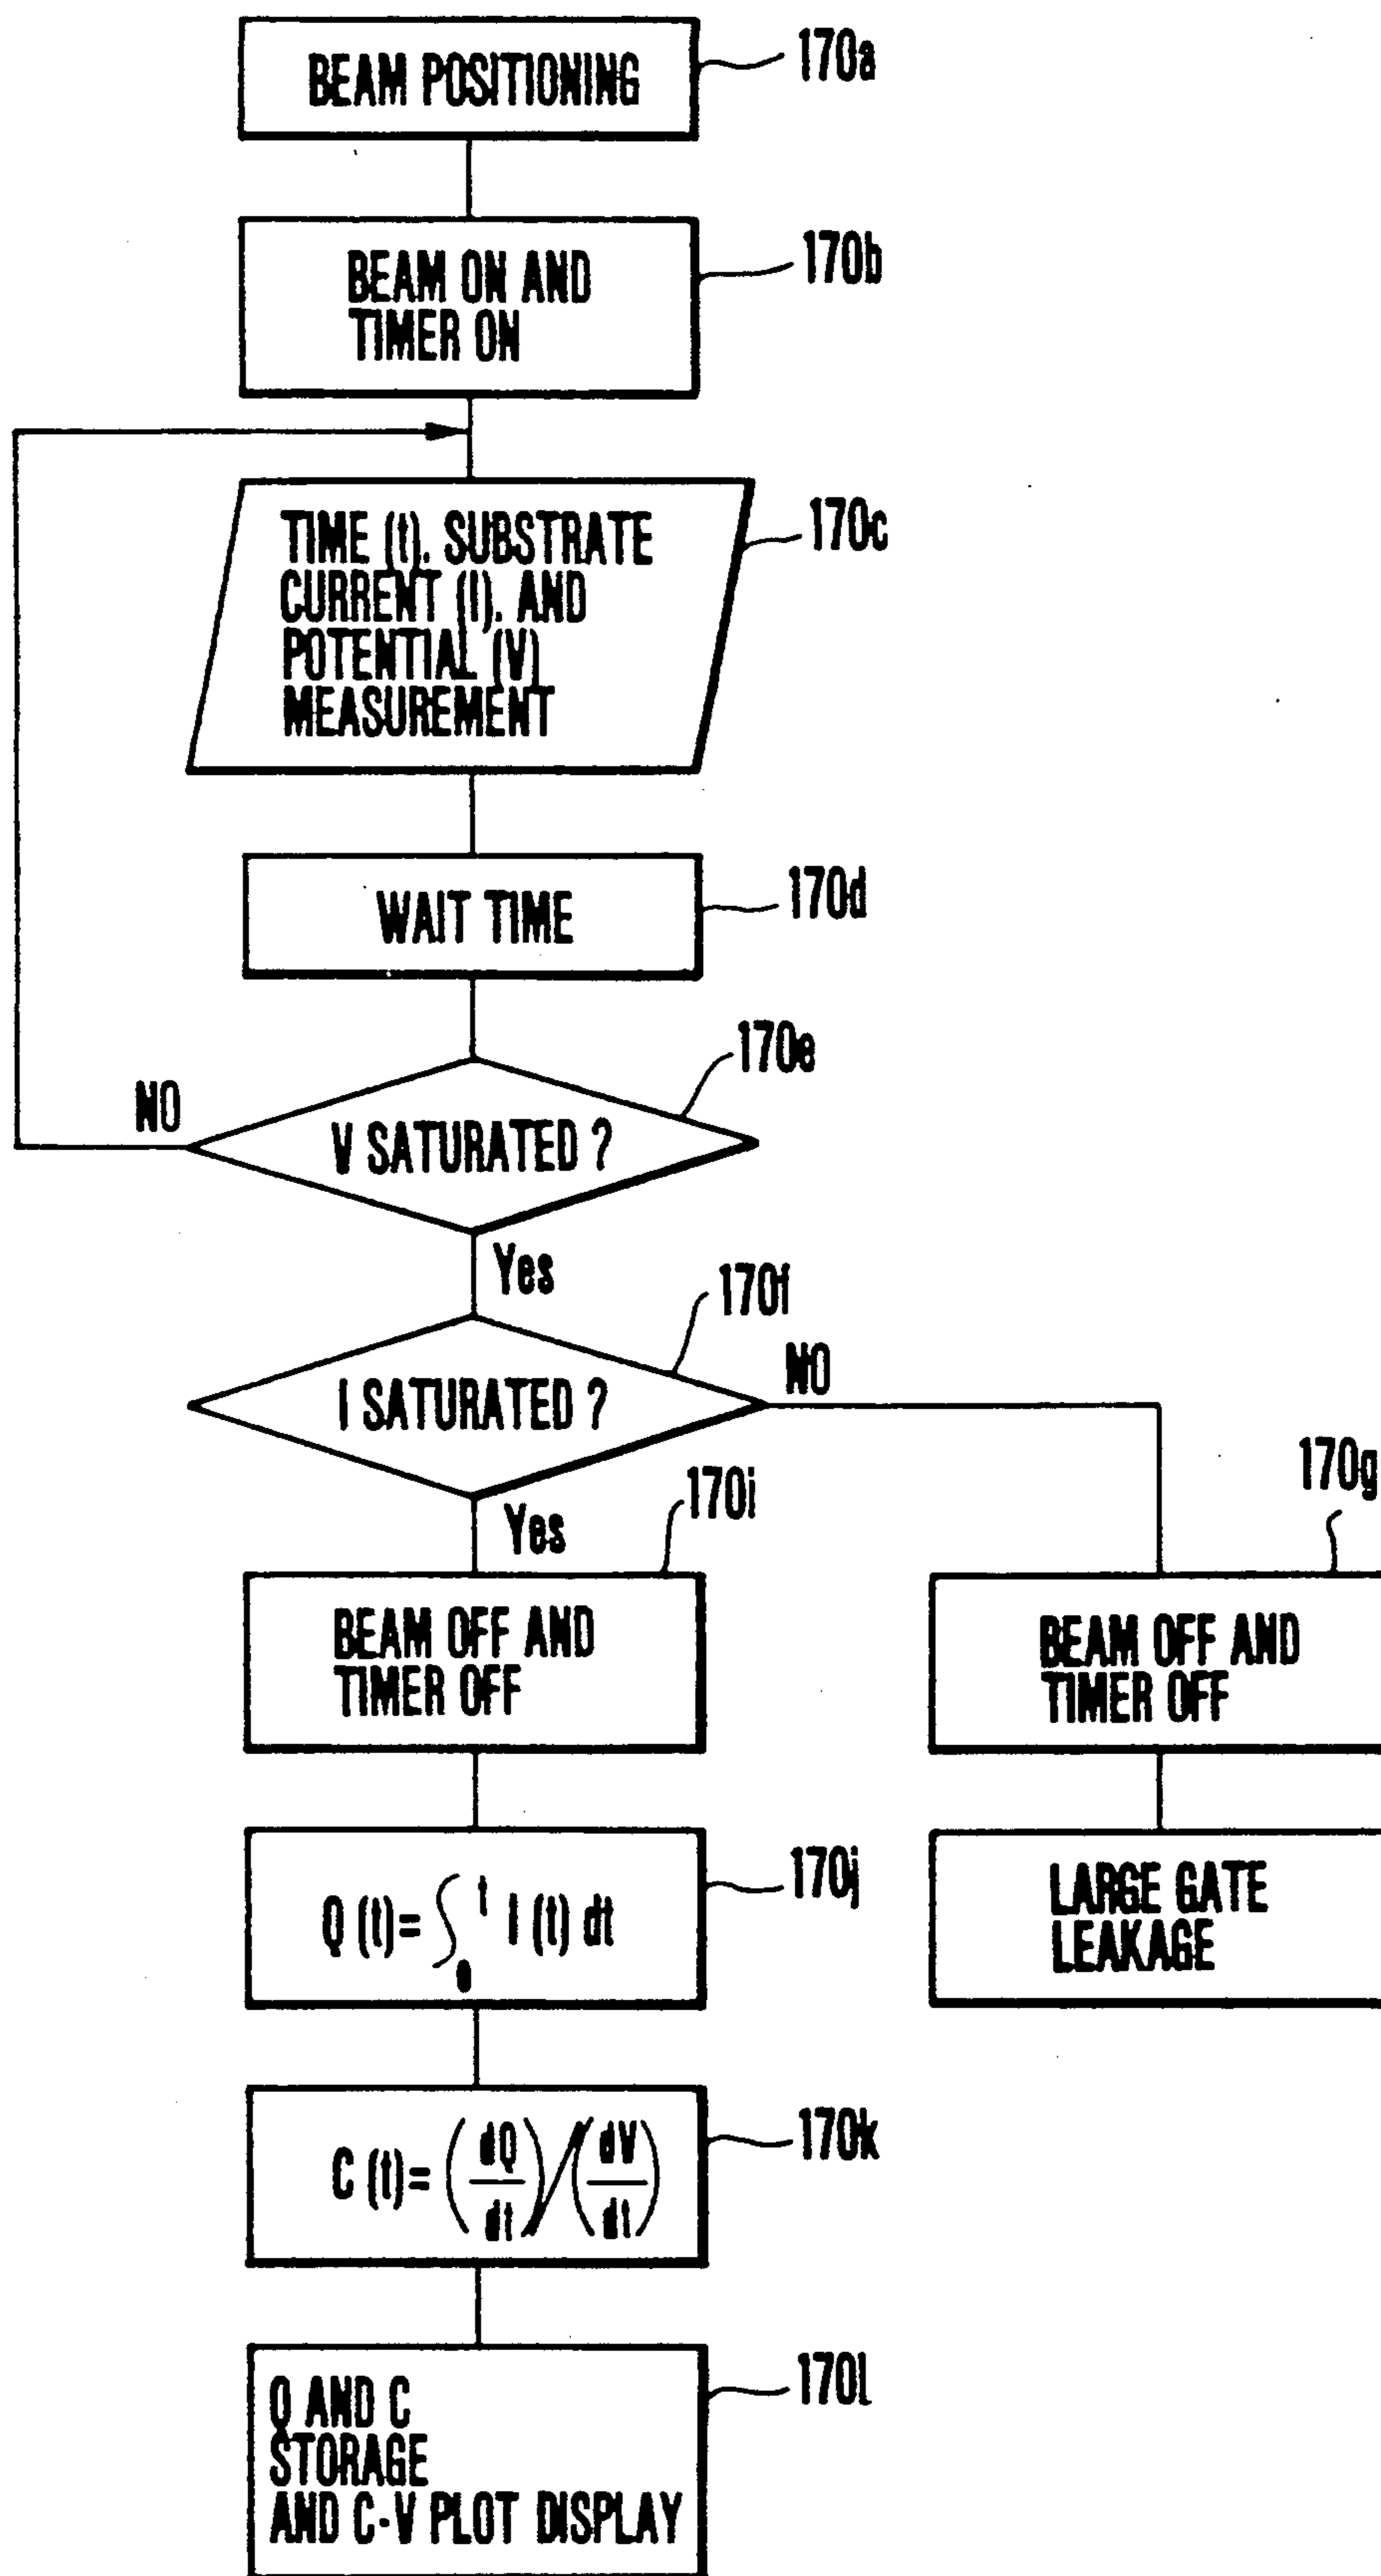 BEAM POSITIONING
170a
BEAM ON AND
TIMER ON
170b
TIME (t). SUBSTRATE
CURRENT (I). AND
POTENTIAL (V)
MEASUREMENT
170c
WAIT TIME
170d
V SATURATED ?
170e
NO
Yes
I SATURATED ?
170f
NO
Yes
BEAM OFF AND
TIMER OFF
170i
BEAM OFF AND
TIMER OFF
170g
Q (t) = ∫₀ᵗ I (t) dt
170j
LARGE GATE
LEAKAGE
C (t) = (dQ/dt)/(dV/dt)
170k
Q AND C
STORAGE
AND C-V PLOT DISPLAY
170l